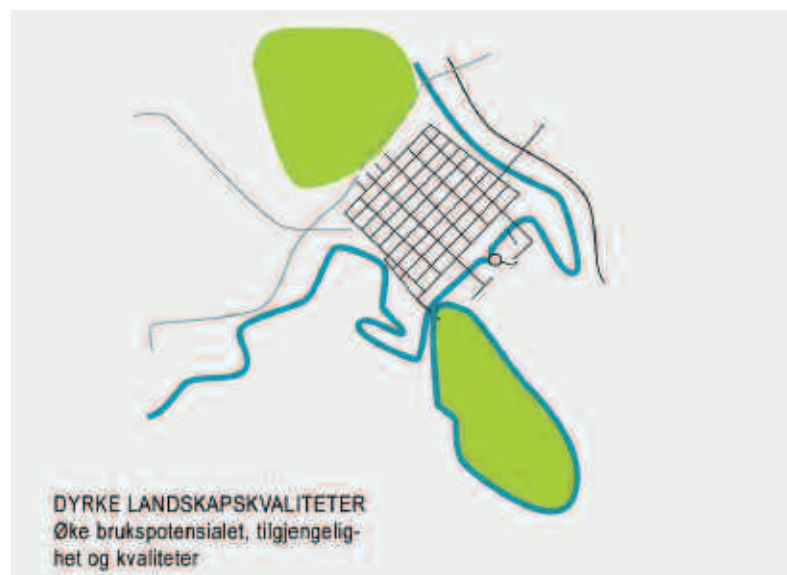 DYRKE LANDSKAPSKVALITETER
Øke brukspotensialet, tilgjengelig-
het og kvaliteter